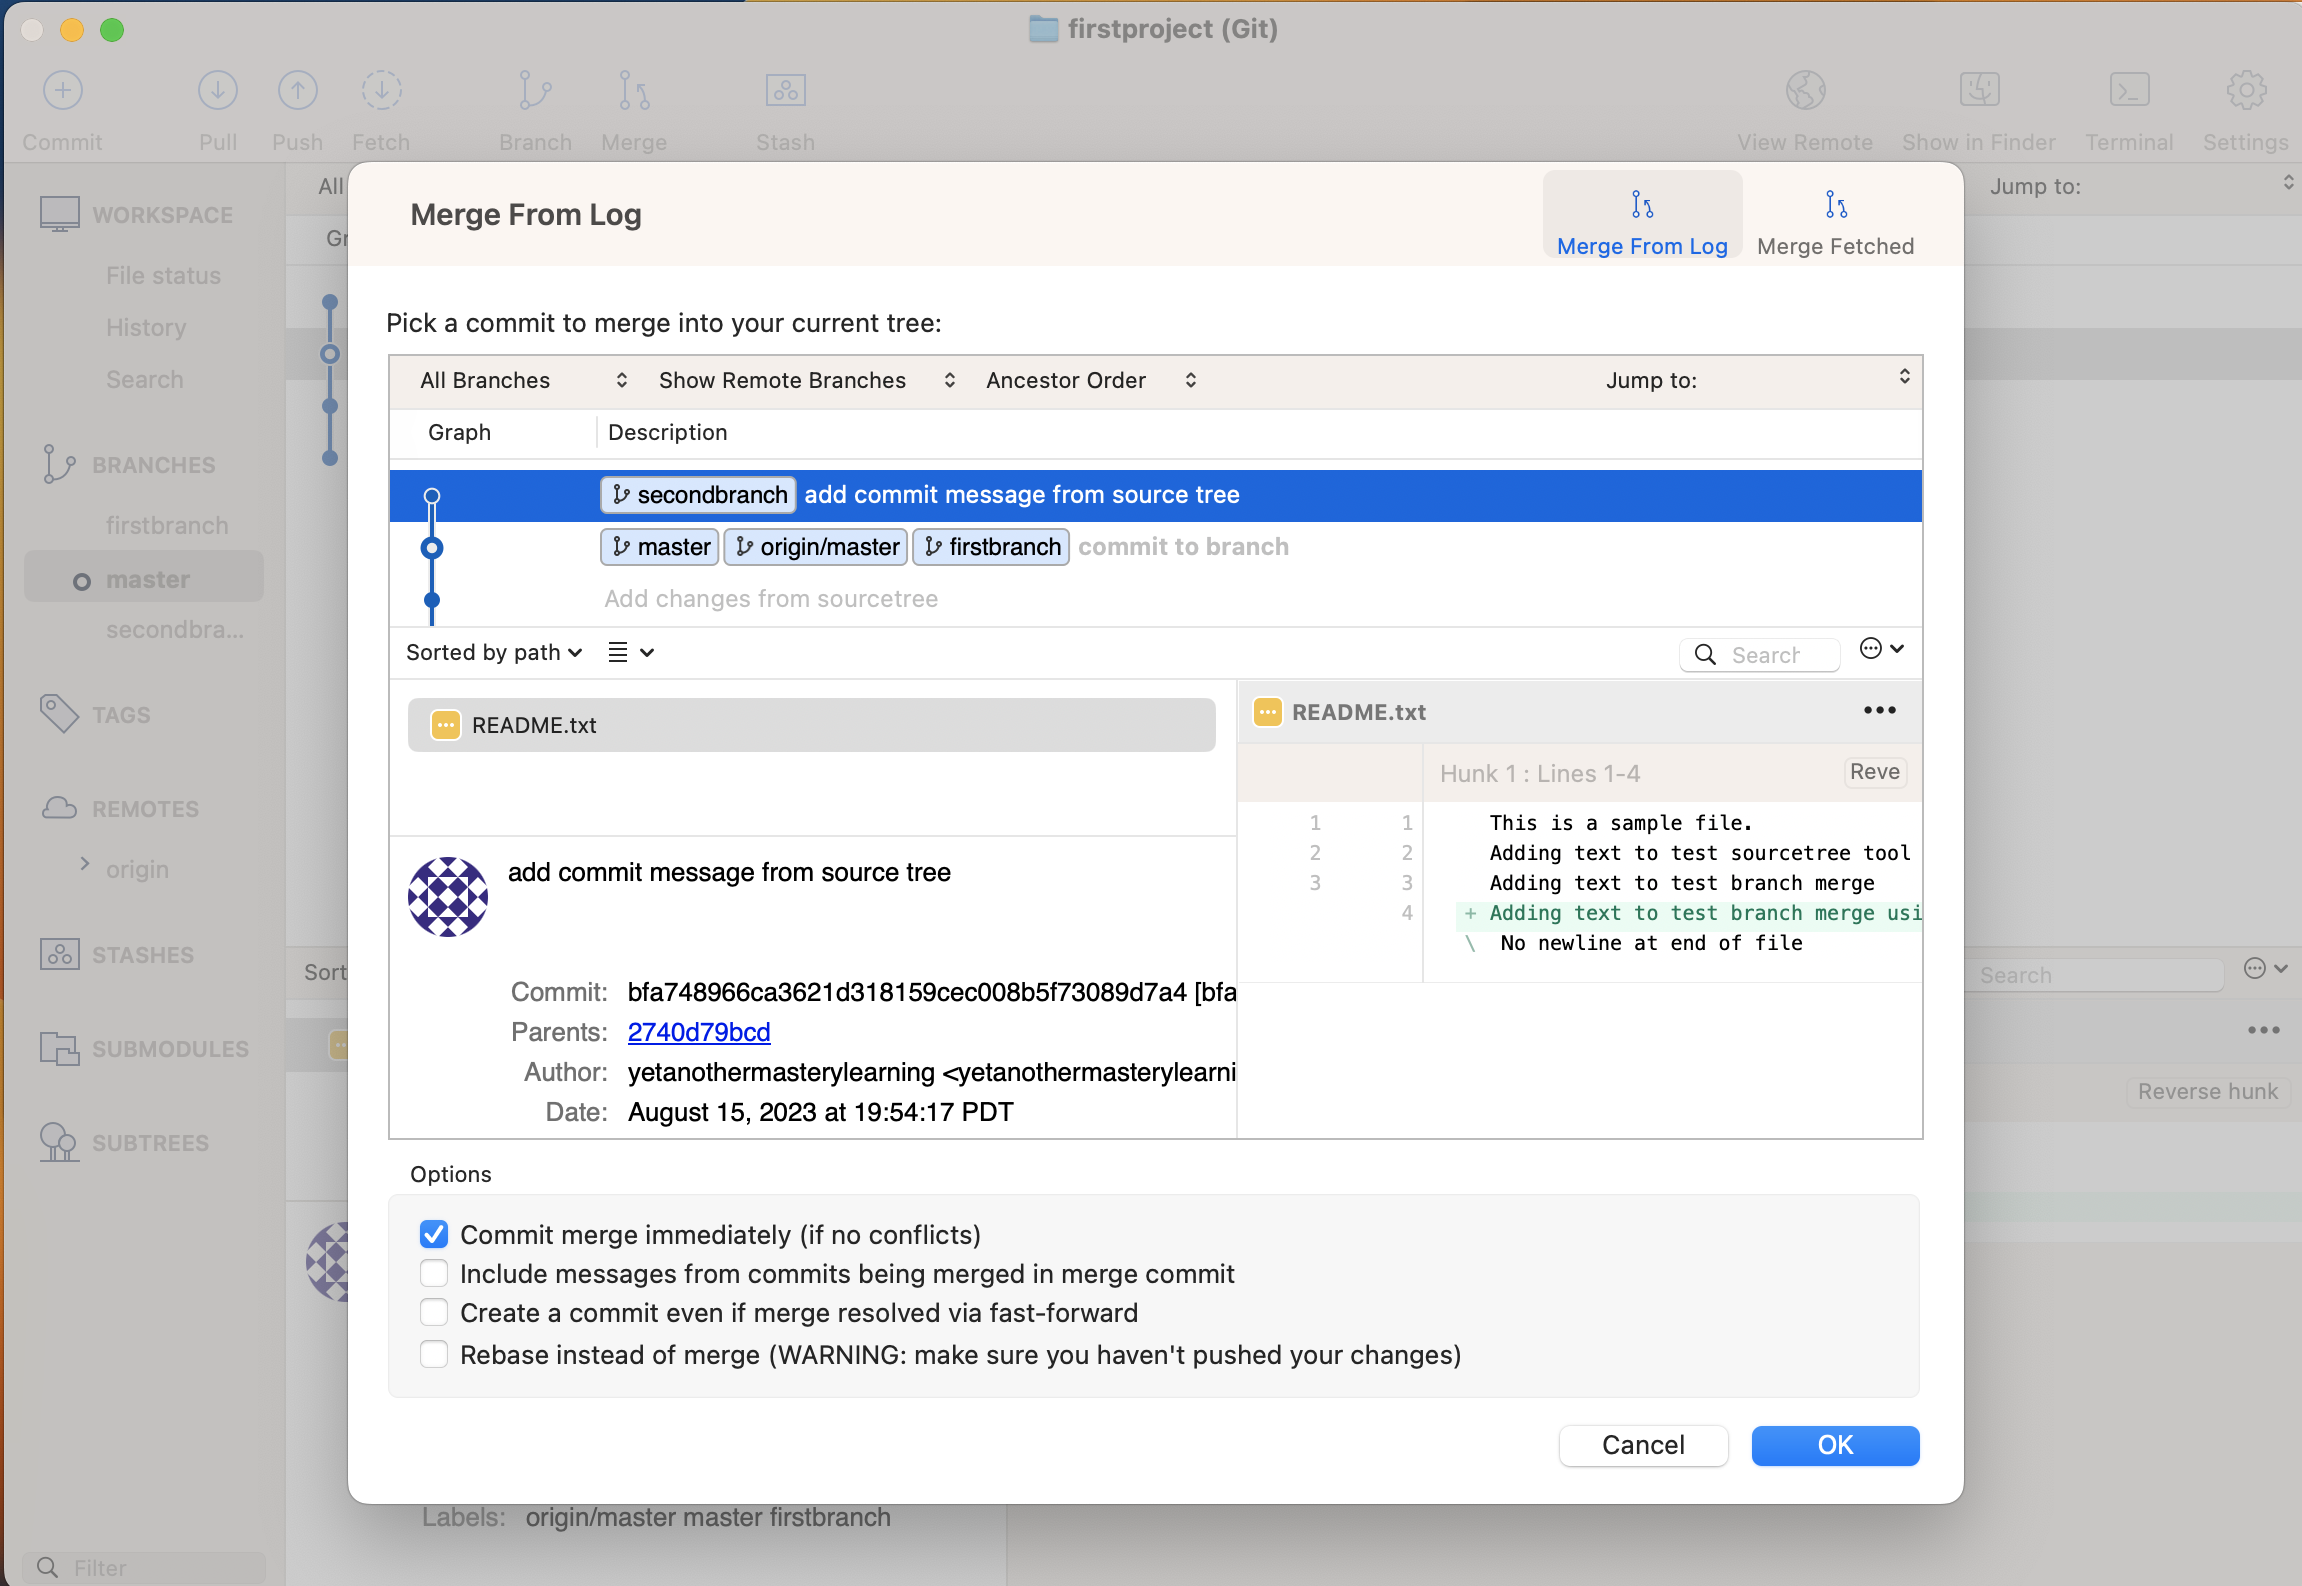 firstproject (Git)
Commit Pull Push Fetch Branch Merge Stash View Remote Show in Finder Terminal Settings
All Jump to:
WORKSPACE
File status
History
Search
BRANCHES
firstbranch
master
secondbra...
TAGS
REMOTES
origin
STASHES
SUBMODULES
SUBTREES
Filter
Merge From Log
Merge From Log Merge Fetched
Pick a commit to merge into your current tree:
All Branches Show Remote Branches Ancestor Order Jump to:
Graph Description
secondbranch add commit message from source tree
master origin/master firstbranch commit to branch
Add changes from sourcetree
Sorted by path Search
README.txt
add commit message from source tree
Commit: bfa748966ca3621d318159cec008b5f73089d7a4 [bfa
Parents: 2740d79bcd
Author: yetanothermasterylearning <yetanothermasterylearni
Date: August 15, 2023 at 19:54:17 PDT
README.txt
Hunk 1 : Lines 1-4 Reve
1 1 This is a sample file.
2 2 Adding text to test sourcetree tool
3 3 Adding text to test branch merge
4 + Adding text to test branch merge usi
\ No newline at end of file
Options
Commit merge immediately (if no conflicts)
Include messages from commits being merged in merge commit
Create a commit even if merge resolved via fast-forward
Rebase instead of merge (WARNING: make sure you haven't pushed your changes)
Cancel OK
Sort Search
Reverse hunk
Labels: origin/master master firstbranch